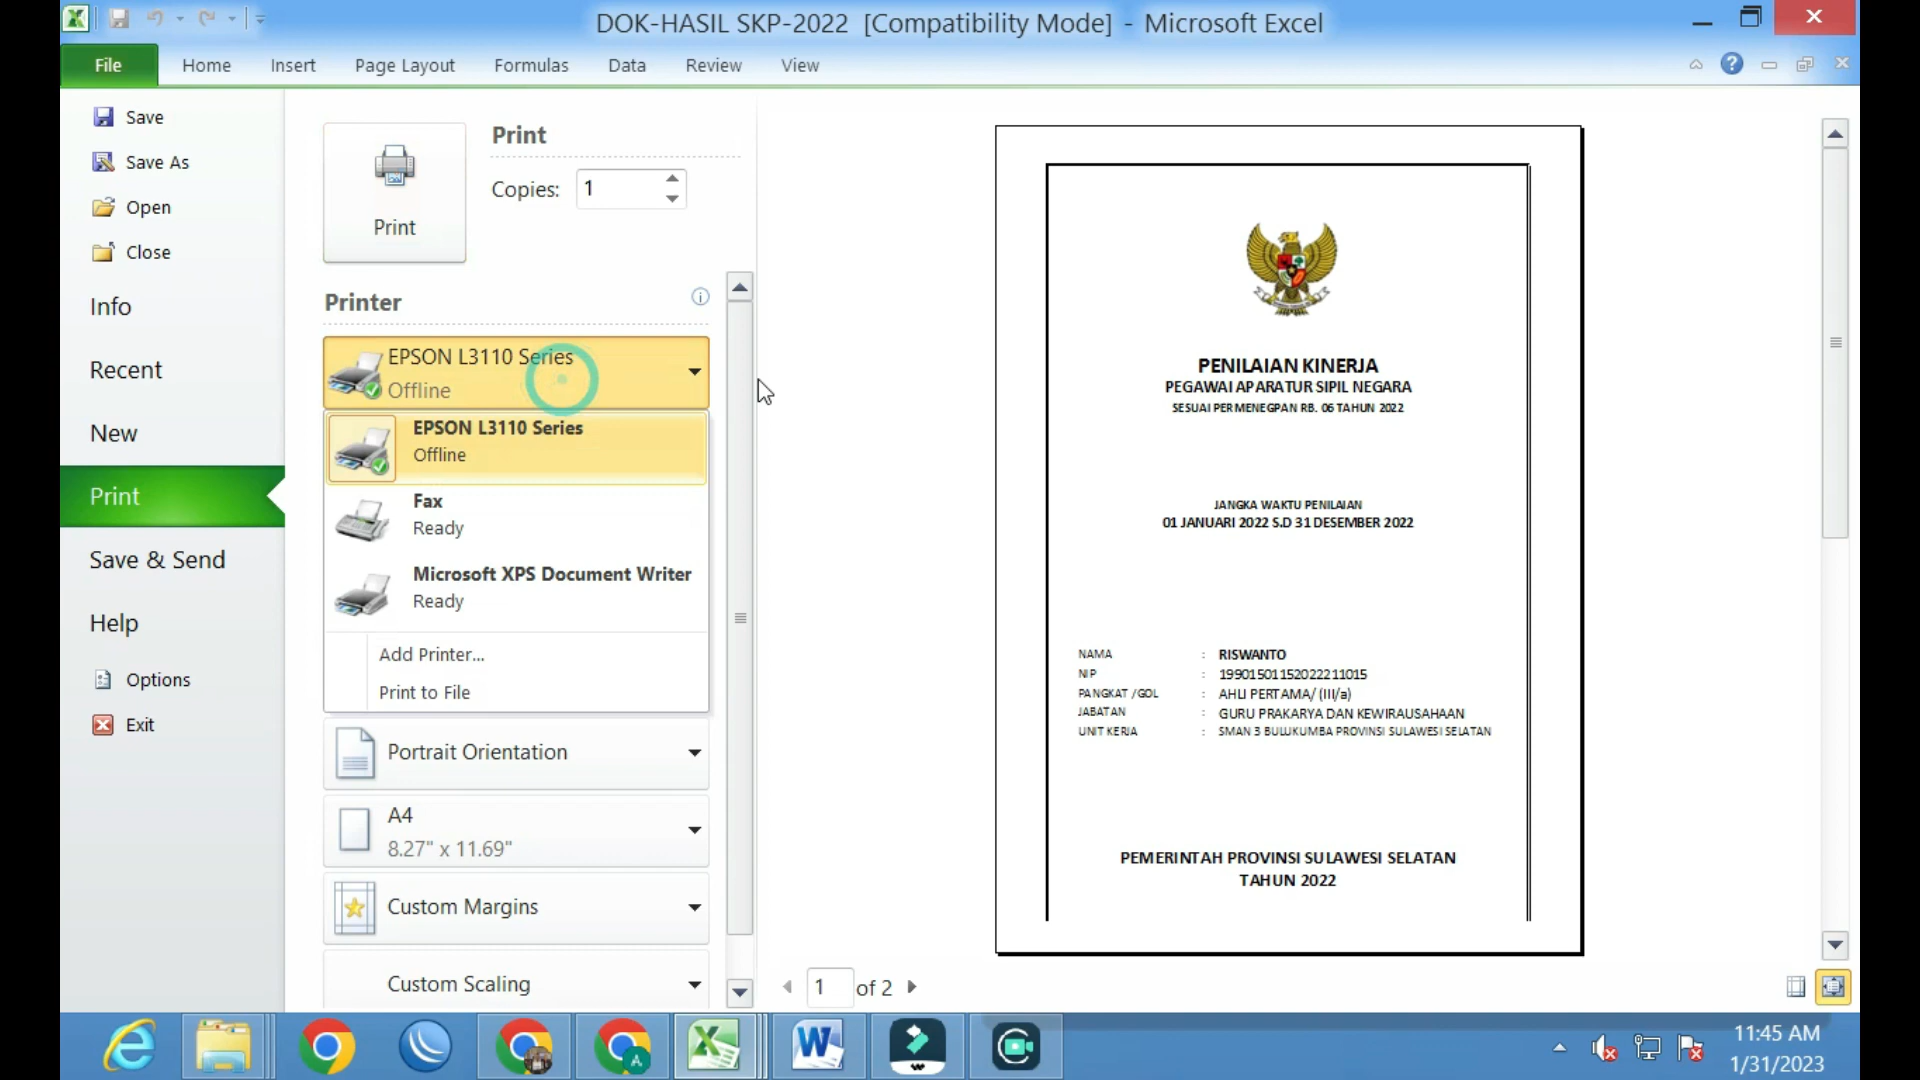 DOK-HASIL SKP-2022 [Compatibility Mode] - Microsoft Excel
File
Home
Insert
Page Layout
Formulas
Data
Review
View
Save
Save As
Open
Close
Info
Recent
New
Print
Save & Send
Help
Options
Exit
Print
Print
Copies: 1
Printer
EPSON L3110 Series
Offline
EPSON L3110 Series
Offline
Fax
Ready
Microsoft XPS Document Writer
Ready
Add Printer...
Print to File
Portrait Orientation
A4
8.27" x 11.69"
Custom Margins
Custom Scaling
PENILAIAN KINERJA
PEGAWAI APARATUR SIPIL NEGARA
SESUAI PERMENEGPAN RB. 06 TAHUN 2022
JANGKA WAKTU PENILAIAN
01 JANUARI 2022 S.D 31 DESEMBER 2022
NAMA : RISWANTO
NIP : 19901501152022211015
PANGKAT /GOL : AHLI PERTAMA/ (III/a)
JABATAN : GURU PRAKARYA DAN KEWIRAUSAHAAN
UNIT KERJA : SMAN 3 BULUKUMBA PROVINSI SULAWESI SELATAN
PEMERINTAH PROVINSI SULAWESI SELATAN
TAHUN 2022
1 of 2
11:45 AM
1/31/2023